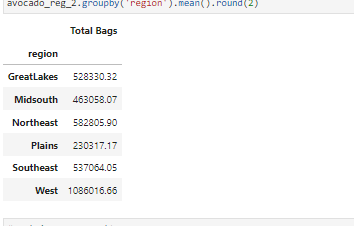 avocado_reg_2.groupby('region').mean().round(2)
Total Bags
region
GreatLakes 528330.32
Midsouth 463058.07
Northeast 582805.90
Plains 230317.17
Southeast 537064.05
West 1086016.66